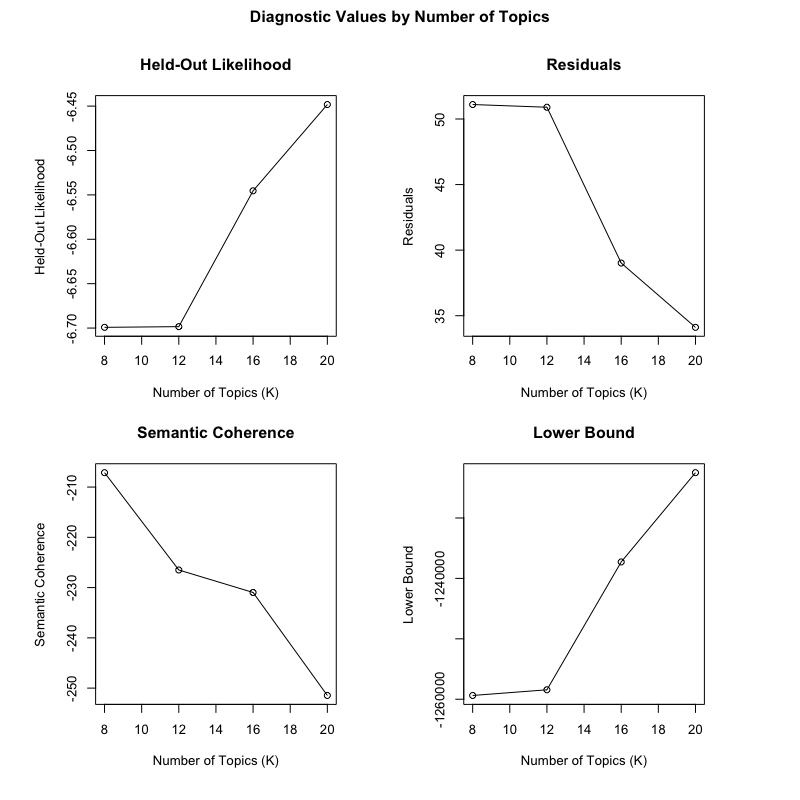 Diagnostic Values by Number of Topics
Held-Out Likelihood
Held-Out Likelihood
-6.45
-6.50
-6.55
-6.60
-6.65
-6.70
8 10 12 14 16 18 20
Number of Topics (K)
Residuals
Residuals
50
45
40
35
8 10 12 14 16 18 20
Number of Topics (K)
Semantic Coherence
Semantic Coherence
-210
-220
-230
-240
-250
8 10 12 14 16 18 20
Number of Topics (K)
Lower Bound
Lower Bound
-1240000
-1260000
8 10 12 14 16 18 20
Number of Topics (K)